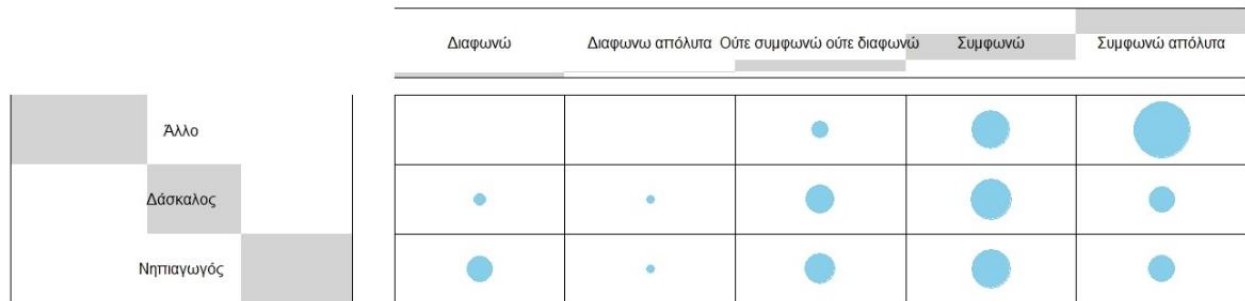 Διαφωνώ Διαφωνω απόλυτα Ούτε συμφωνώ ούτε διαφωνώ Συμφωνώ Συμφωνώ απόλυτα
Άλλο
Δάσκαλος
Νηπιαγωγός